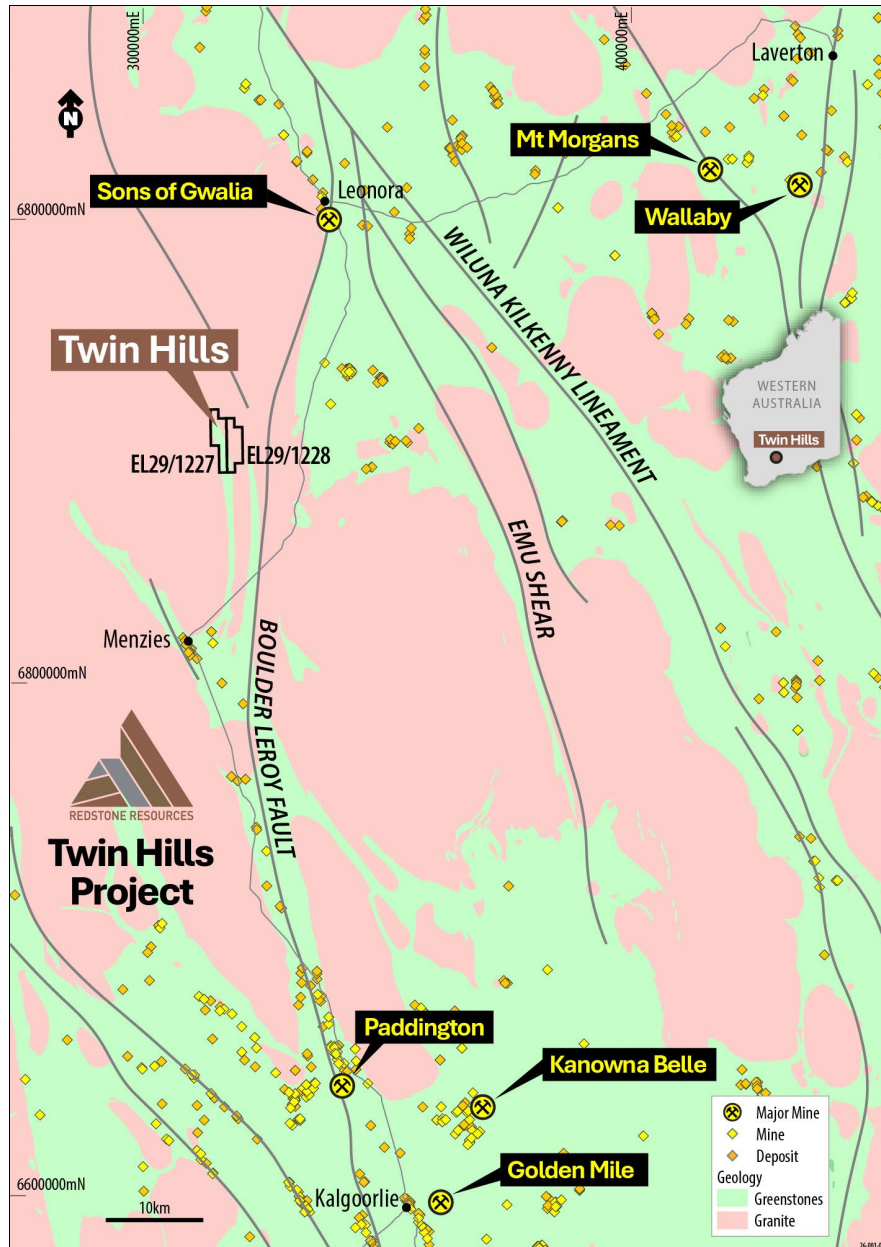 300000mE
400000mE
Laverton
N
Mt Morgans
Sons of Gwalia
Leonora
Wallaby
6800000mN
WILUNA KILKENNY LINEAMENT
Twin Hills
WESTERN
AUSTRALIA
Twin Hills
EL29/1227
EL29/1228
EMU SHEAR
Menzies
BOULDER LEROY FAULT
6800000mN
REDSTONE RESOURCES
Twin Hills
Project
Paddington
Kanowna Belle
Major Mine
Mine
Deposit
Geology
Greenstones
Granite
Golden Mile
6600000mN
Kalgoorlie
10km